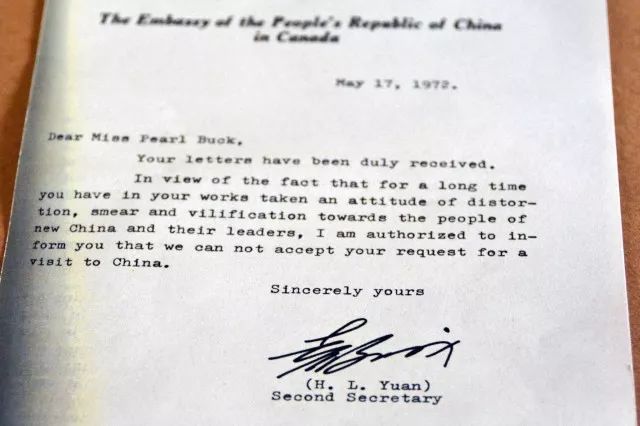 The Embassy of the People's Republic of China
in Canada
May 17, 1972.
Dear Miss Pearl Buck,
Your letters have been duly received.
In view of the fact that for a long time
you have in your works taken an attitude of distor-
tion, smear and vilification towards the people of
new China and their leaders, I am authorized to in-
form you that we can not accept your request for a
visit to China.
Sincerely yours
(H. L. Yuan)
Second Secretary